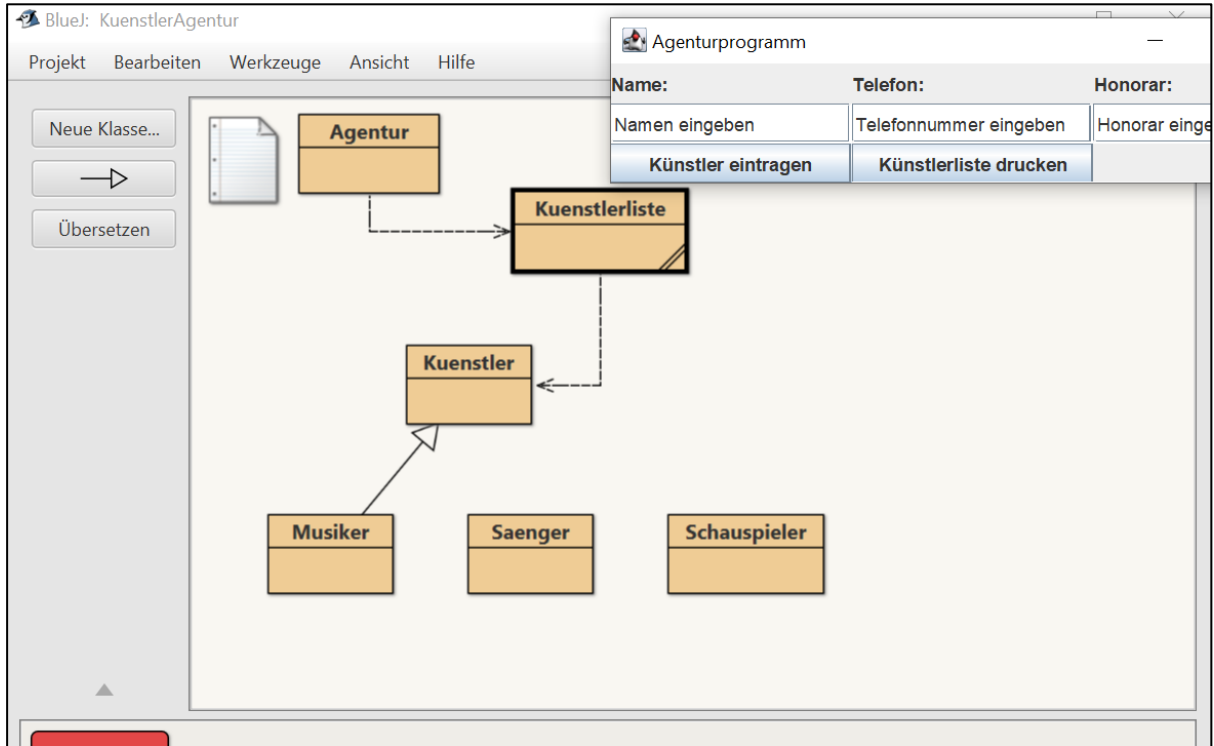 BlueJ: KuenstlerAgentur
Projekt Bearbeiten Werkzeuge Ansicht Hilfe
Neue Klasse...
Übersetzen
Agentur
Kuenstlerliste
Kuenstler
Musiker Saenger Schauspieler
Agenturprogramm
Name: Telefon: Honorar:
Namen eingeben Telefonnummer eingeben Honorar einge
Künstler eintragen Künstlerliste drucken